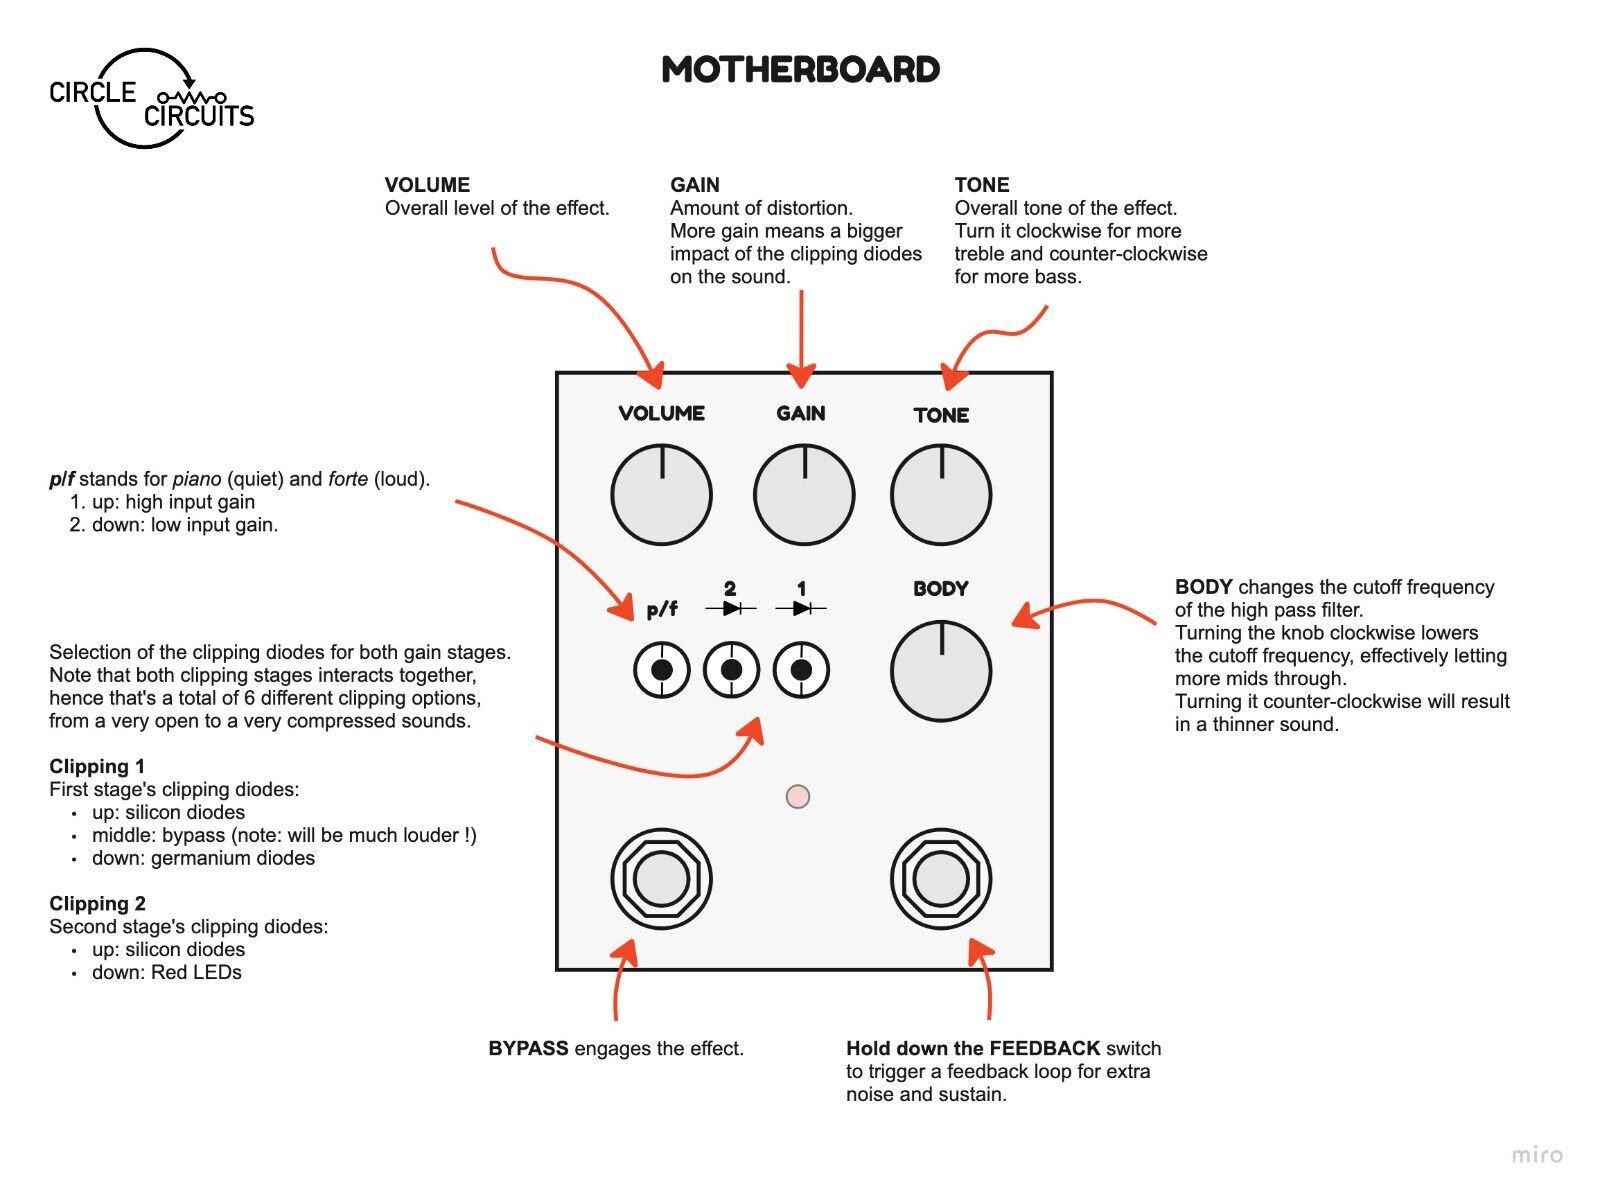 CIRCLE
CIRCUITS
MOTHERBOARD
VOLUME
Overall level of the effect.
GAIN
Amount of distortion.
More gain means a bigger
impact of the clipping diodes
on the sound.
TONE
Overall tone of the effect.
Turn it clockwise for more
treble and counter-clockwise
for more bass.
VOLUME
GAIN
TONE
p/f stands for piano (quiet) and forte (loud).
1. up: high input gain
2. down: low input gain.
p/f
2
1
BODY
BODY changes the cutoff frequency
of the high pass filter.
Turning the knob clockwise lowers
the cutoff frequency, effectively letting
more mids through.
Turning it counter-clockwise will result
in a thinner sound.
Selection of the clipping diodes for both gain stages.
Note that both clipping stages interacts together,
hence that's a total of 6 different clipping options,
from a very open to a very compressed sounds.
Clipping 1
First stage's clipping diodes:
• up: silicon diodes
• middle: bypass (note: will be much louder !)
• down: germanium diodes
Clipping 2
Second stage's clipping diodes:
• up: silicon diodes
• down: Red LEDs
BYPASS engages the effect.
Hold down the FEEDBACK switch
to trigger a feedback loop for extra
noise and sustain.
miro